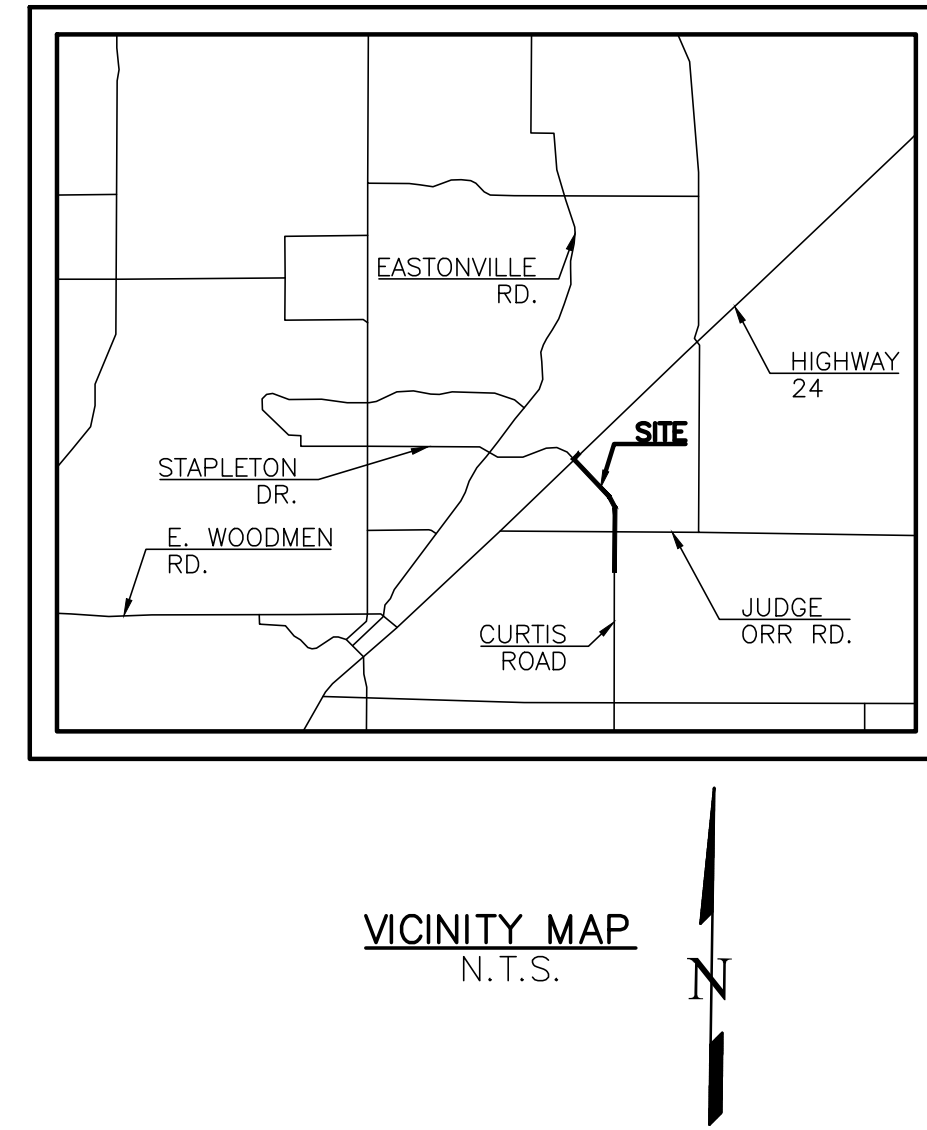 EASTONVILLE
RD.
HIGHWAY
24
SITE
STAPLETON
DR.
E. WOODMEN
RD.
CURTIS
ROAD
JUDGE
ORR RD.
VICINITY MAP
N.T.S.
N